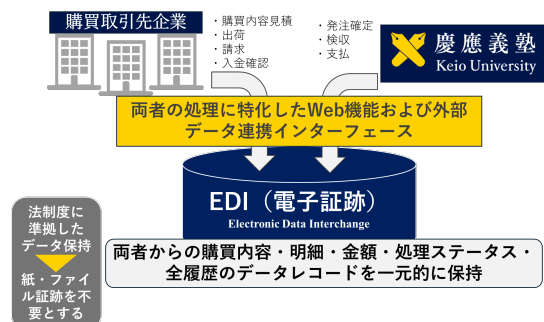 購買取引先企業
・購買内容見積
・出荷
・請求
・入金確認
・発注確定
・検収
・支払
慶應義塾
Keio University
両者の処理に特化したWeb機能および外部
データ連携インターフェース
EDI（電子証跡）
Electronic Data Interchange
法制度に
準拠した
データ保持
紙・ファイ
ル証跡を不
要とする
両者からの購買内容・明細・金額・処理ステータス・
全履歴のデータレコードを一元的に保持